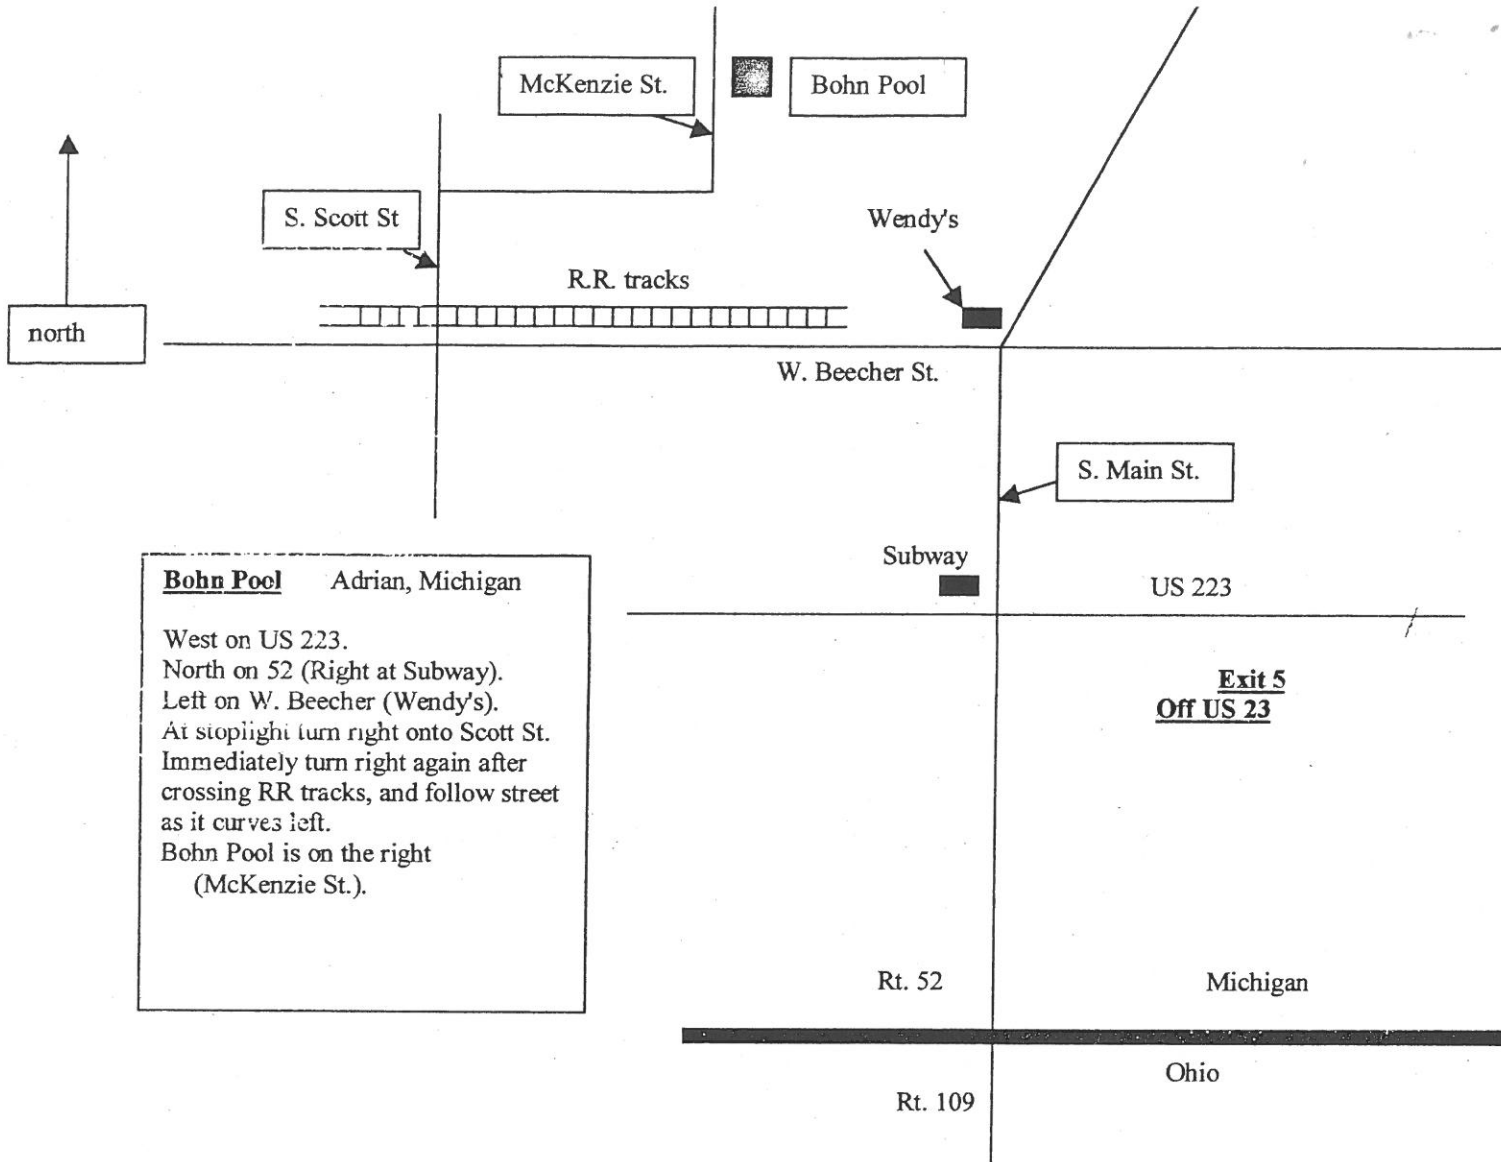 McKenzie St.
Bohn Pool
S. Scott St
Wendy's
R.R. tracks
north
W. Beecher St.
S. Main St.
Subway
US 223
Bohn Pool Adrian, Michigan
West on US 223.
North on 52 (Right at Subway).
Left on W. Beecher (Wendy's).
At stoplight turn right onto Scott St.
Immediately turn right again after
crossing RR tracks, and follow street
as it curves left.
Bohn Pool is on the right
(McKenzie St.).
Exit 5
Off US 23
Rt. 52
Michigan
Ohio
Rt. 109